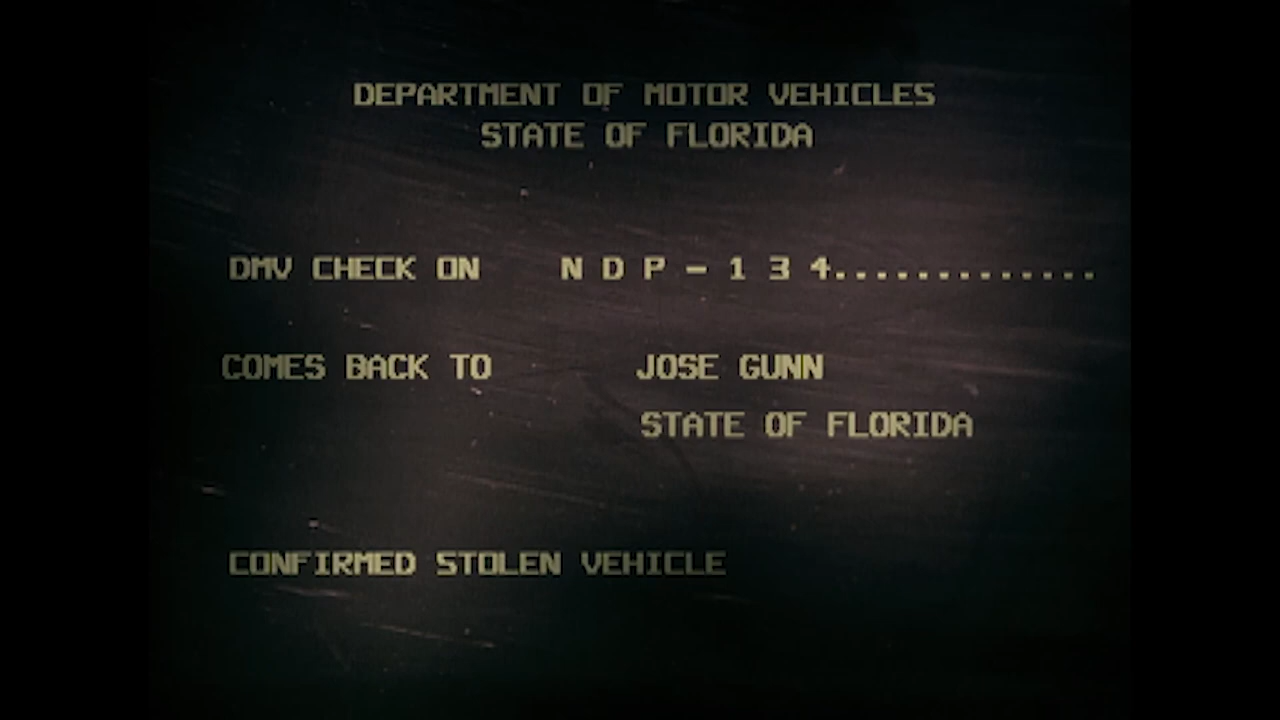 DEPARTMENT OF MOTOR VEHICLES
STATE OF FLORIDA
DMV CHECK ON N D P - 1 3 4.............
COMES BACK TO JOSE GUNN
STATE OF FLORIDA
CONFIRMED STOLEN VEHICLE